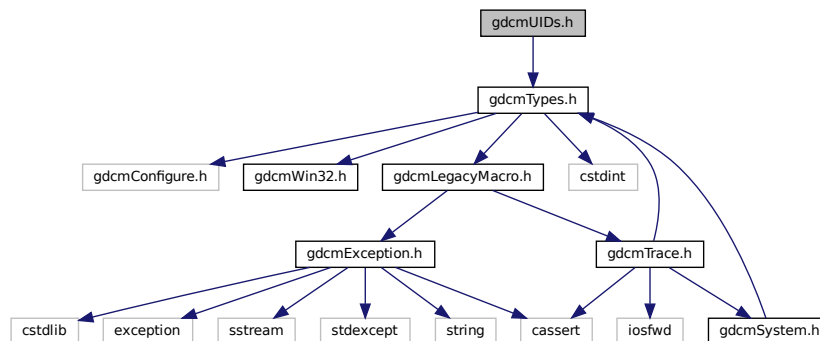 gdcmUIDs.h
gdcmTypes.h
gdcmConfigure.h
gdcmWin32.h
gdcmLegacyMacro.h
cstdint
gdcmException.h
gdcmTrace.h
cstdlib
exception
sstream
stdexcept
string
cassert
iosfwd
gdcmSystem.h